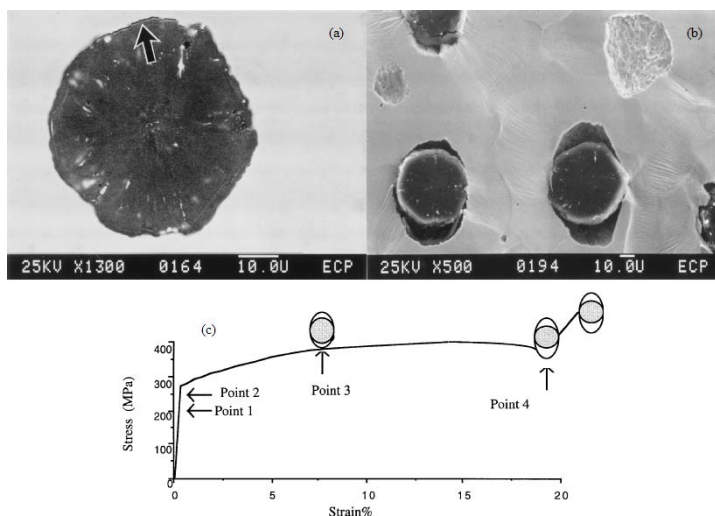 (a)
25KV X1300 0164 10.0U ECP
(b)
25KV X500 0194 10.0U ECP
(c)
Stress (MPa)
400
300
200
100
0
Point 2
Point 1
Point 3
Point 4
0 5 10 15 20
Strain%